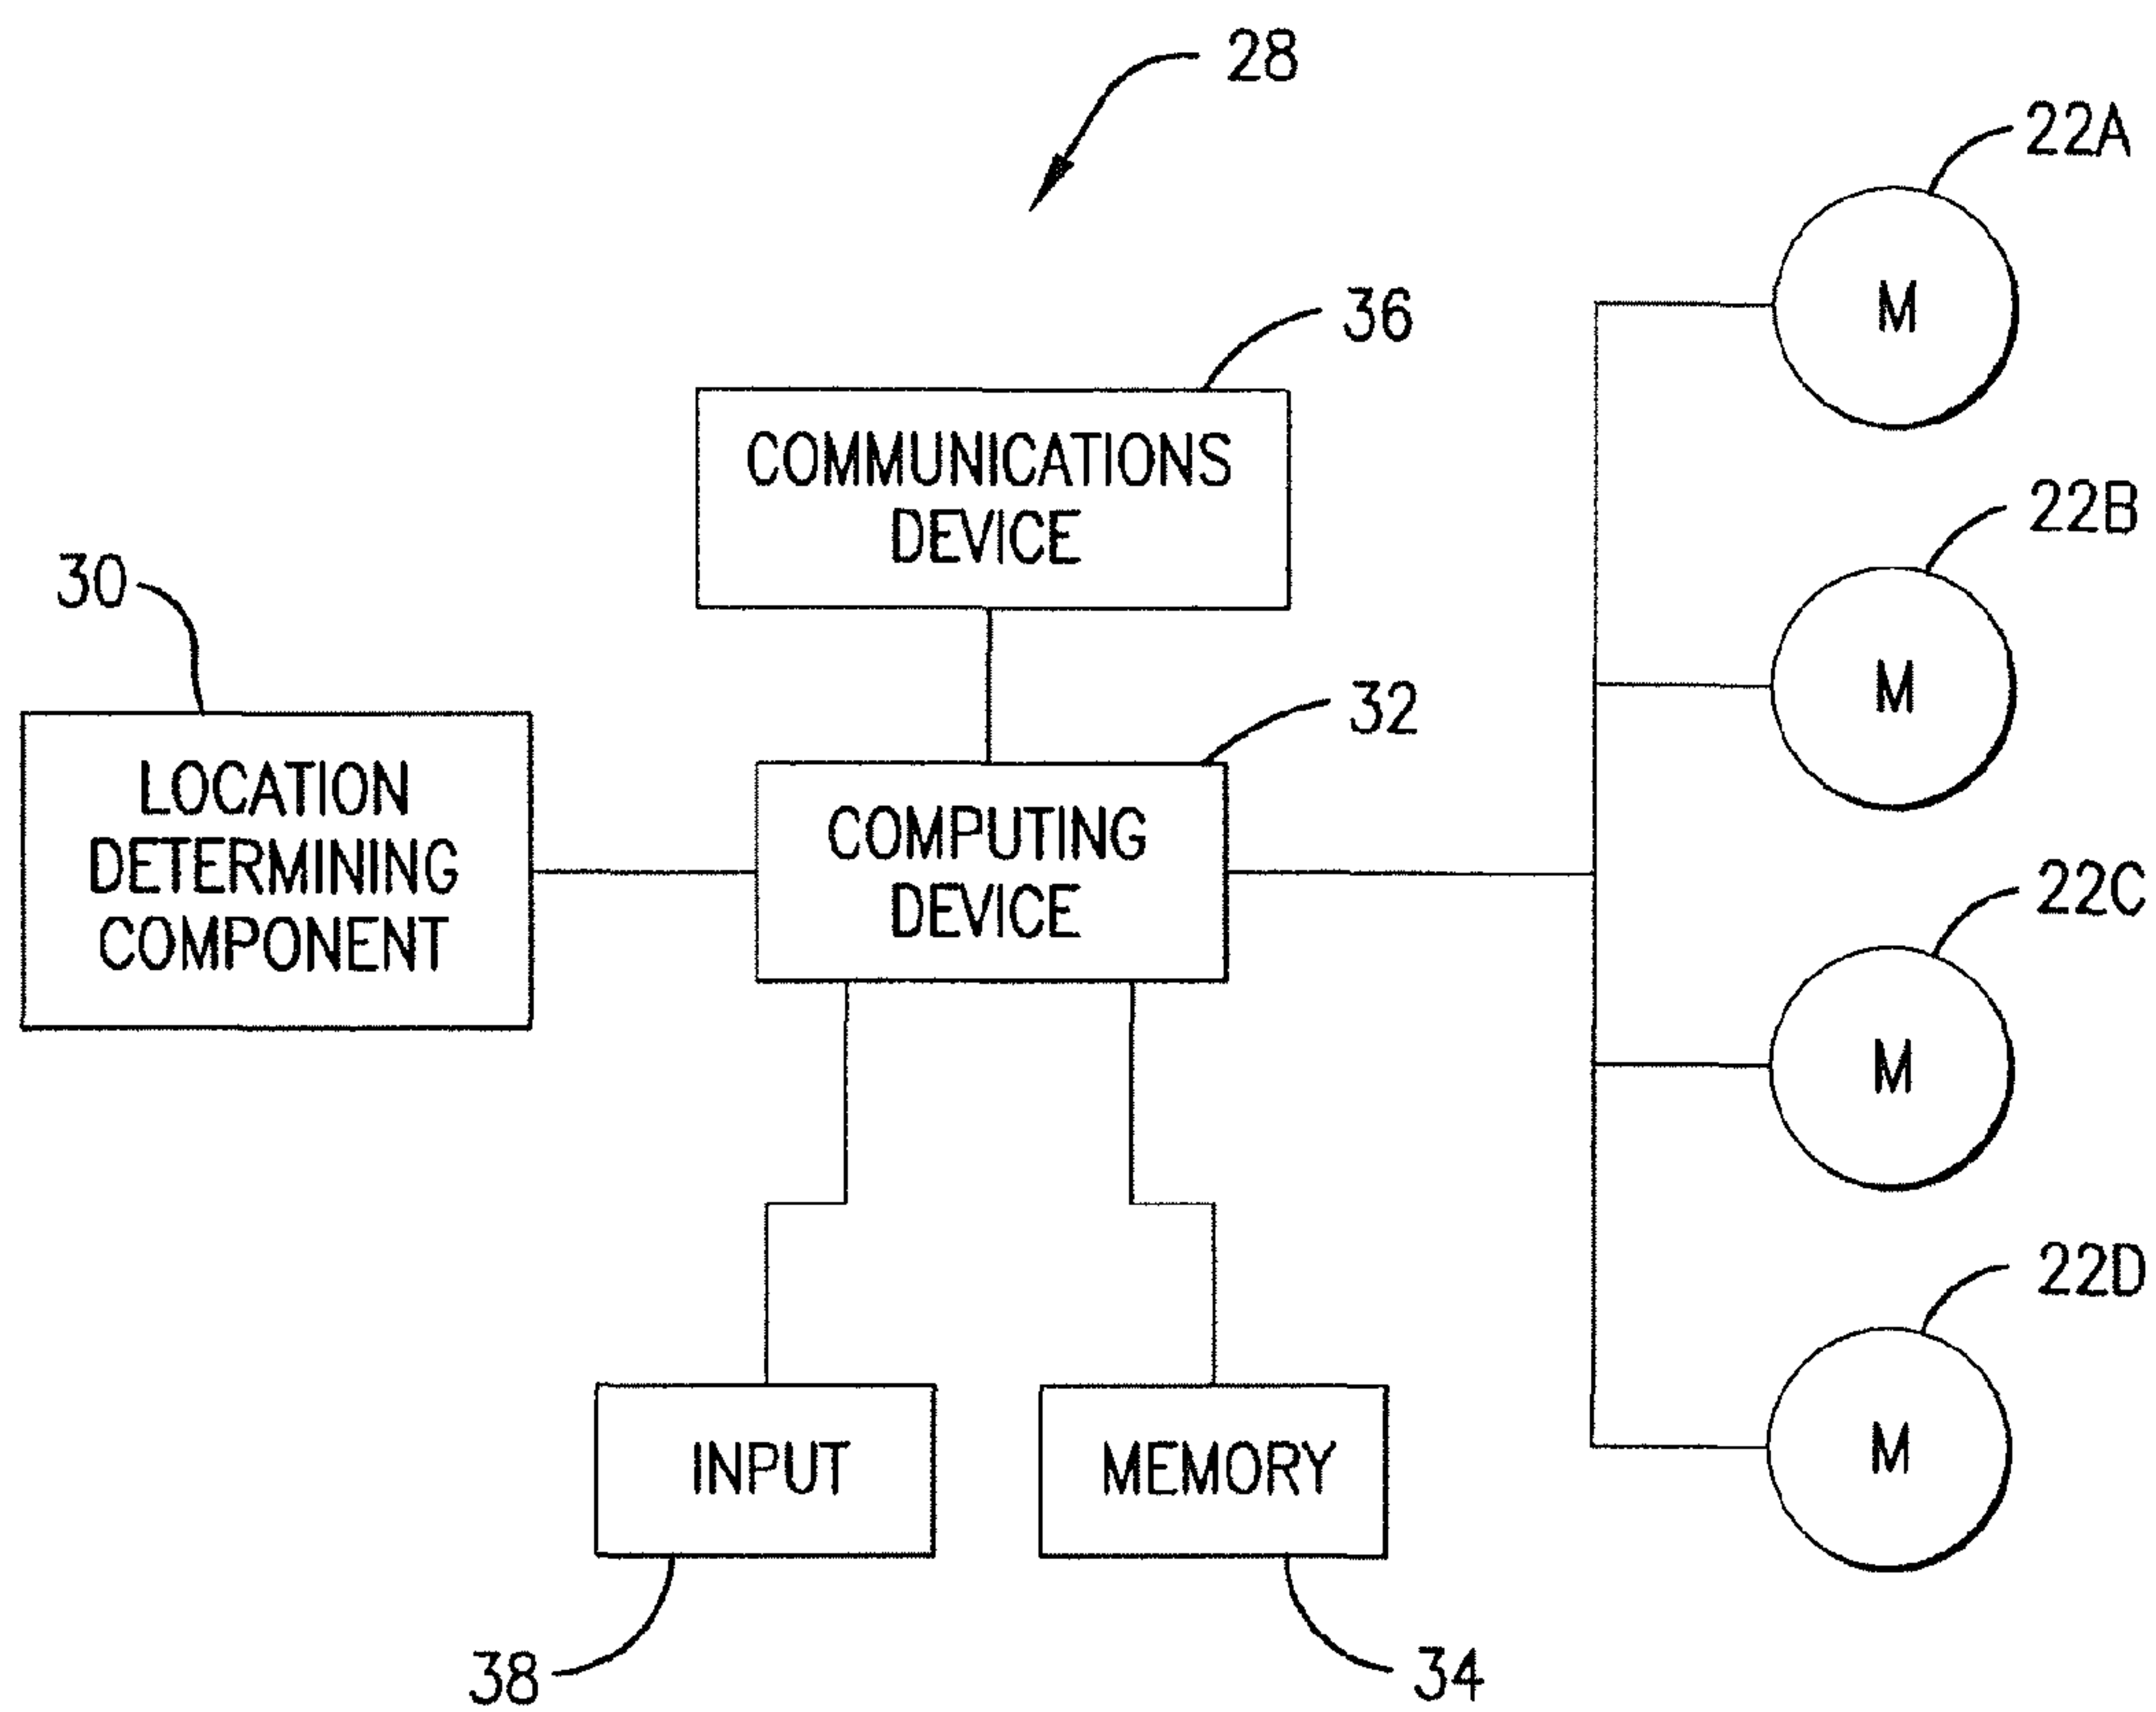 28
22A
M
36
COMMUNICATIONS
DEVICE
22B
M
30
LOCATION
DETERMINING
COMPONENT
32
COMPUTING
DEVICE
22C
M
22D
M
INPUT
MEMORY
38
34